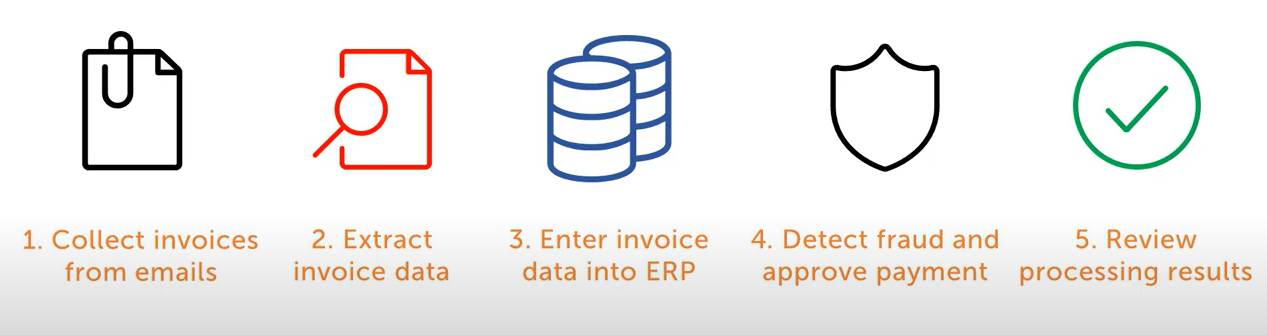 1. Collect invoices
from emails
2. Extract
invoice data
3. Enter invoice
data into ERP
4. Detect fraud and
approve payment
5. Review
processing results